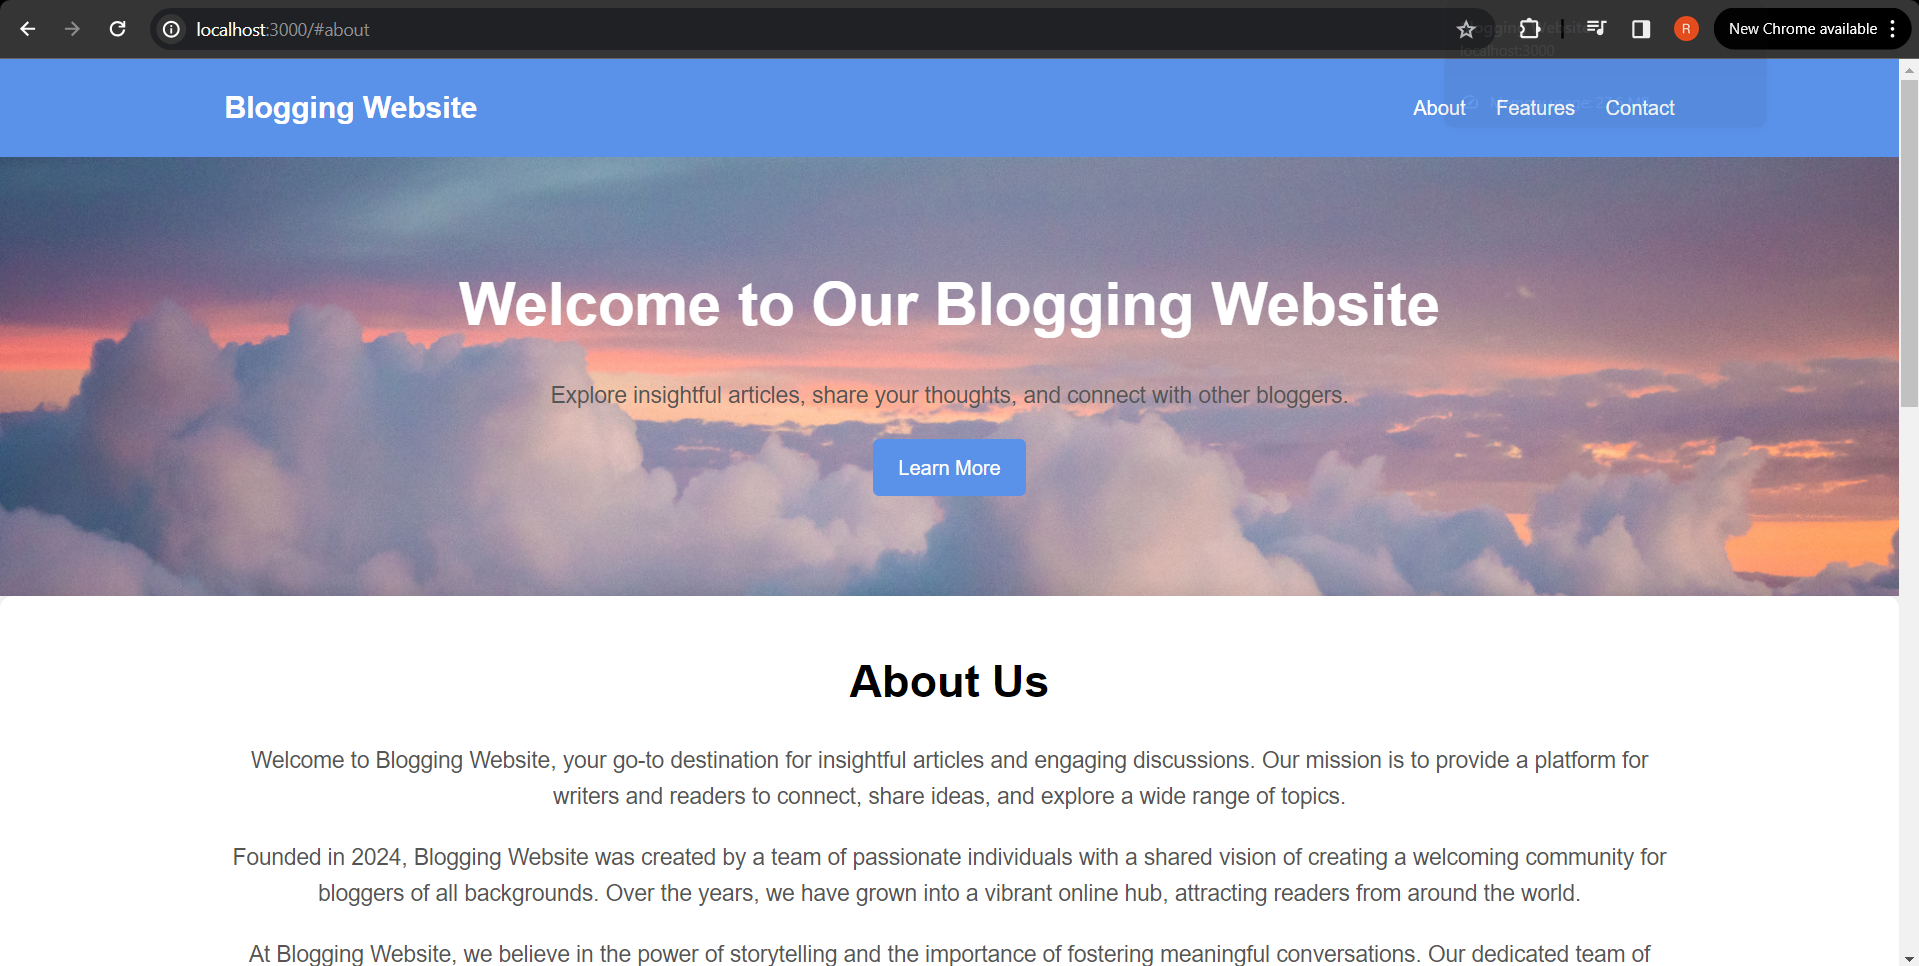 localhost:3000/#about
R
New Chrome available
localhost:3000
Blogging Website
About Features Contact
Welcome to Our Blogging Website
Explore insightful articles, share your thoughts, and connect with other bloggers.
Learn More
About Us
Welcome to Blogging Website, your go-to destination for insightful articles and engaging discussions. Our mission is to provide a platform for
writers and readers to connect, share ideas, and explore a wide range of topics.
Founded in 2024, Blogging Website was created by a team of passionate individuals with a shared vision of creating a welcoming community for
bloggers of all backgrounds. Over the years, we have grown into a vibrant online hub, attracting readers from around the world.
At Blogging Website, we believe in the power of storytelling and the importance of fostering meaningful conversations. Our dedicated team of